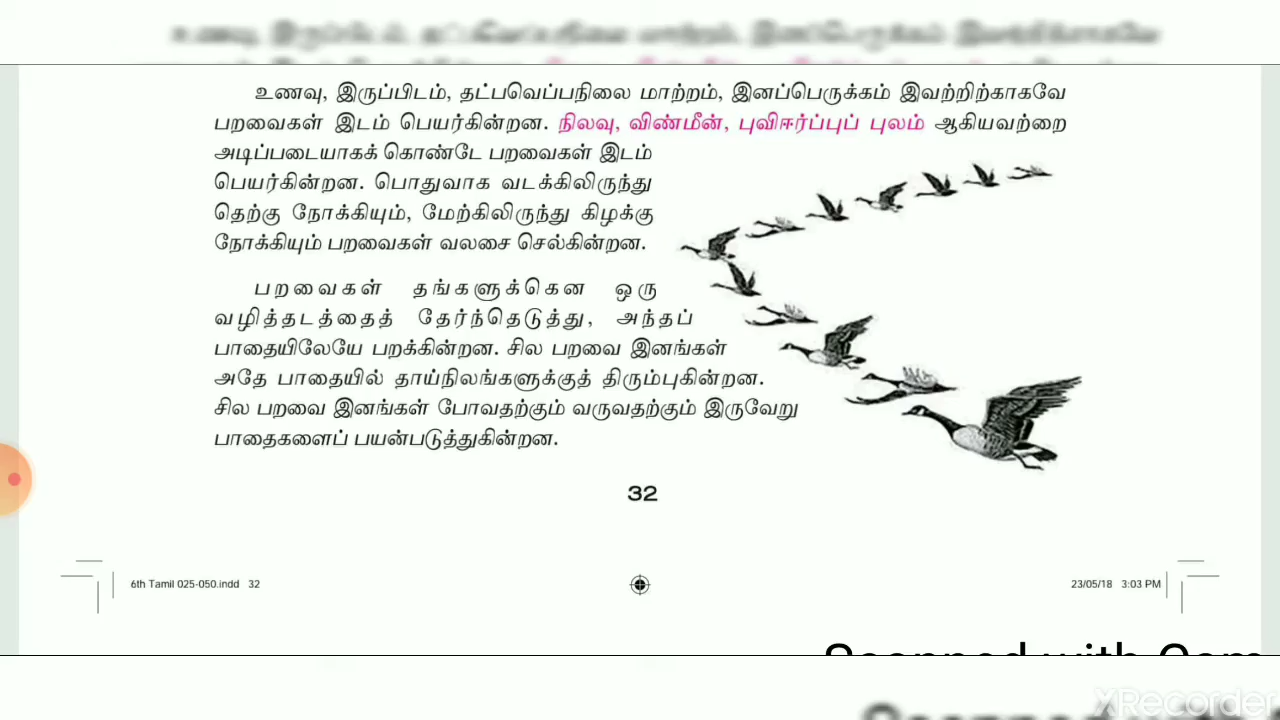 உணவு, இருப்பிடம், தட்பவெப்பநிலை மாற்றம், இனப்பெருக்கம் இவற்றிற்காகவே
பறவைகள் இடம் பெயர்கின்றன. நிலவு, விண்மீன், புவிஈர்ப்புப் புலம் ஆகியவற்றை
அடிப்படையாகக் கொண்டே பறவைகள் இடம்
பெயர்கின்றன. பொதுவாக வடக்கிலிருந்து
தெற்கு நோக்கியும், மேற்கிலிருந்து கிழக்கு
நோக்கியும் பறவைகள் வலசை செல்கின்றன.
பறவைகள் தங்களுக்கென ஒரு
வழித்தடத்தைத் தேர்ந்தெடுத்து, அந்தப்
பாதையிலேயே பறக்கின்றன. சில பறவை இனங்கள்
அதே பாதையில் தாய்நிலங்களுக்குத் திரும்புகின்றன.
சில பறவை இனங்கள் போவதற்கும் வருவதற்கும் இருவேறு
பாதைகளைப் பயன்படுத்துகின்றன.
32
6th Tamil 025-050.indd 32
23/05/18 3:03 PM
XRecorder